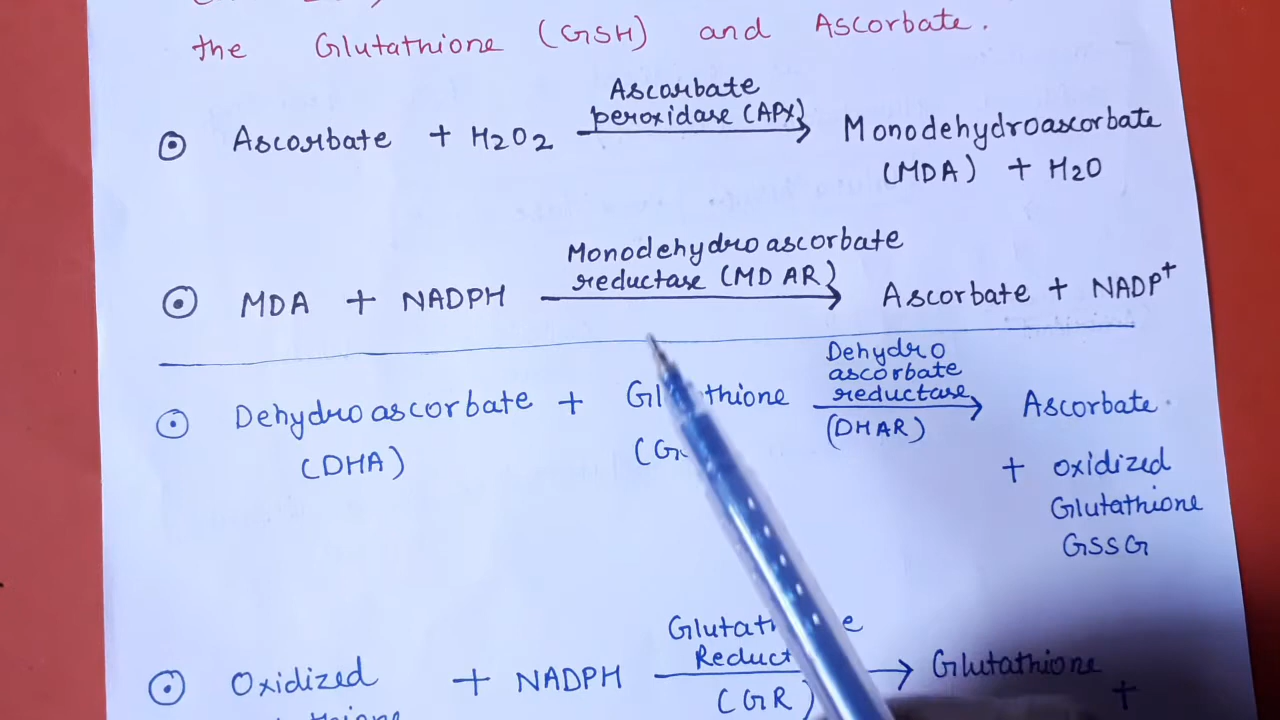 the Glutathione (GSH) and Ascorbate.
Ascorbate
peroxidase (APX)
Ascorbate + H2O2 Monodehydroascorbate
(MDA) + H2O
Monodehydroascorbate
reductase (MDAR)
MDA + NADPH Ascorbate + NADP+
Dehydro
ascorbate
reductase
Dehydroascorbate + Glutathione Ascorbate.
(DHA) (DHAR)
+ oxidized
Glutathione
GSSG
Reduct
Oxidized + NADPH Glutathione
(GR) +